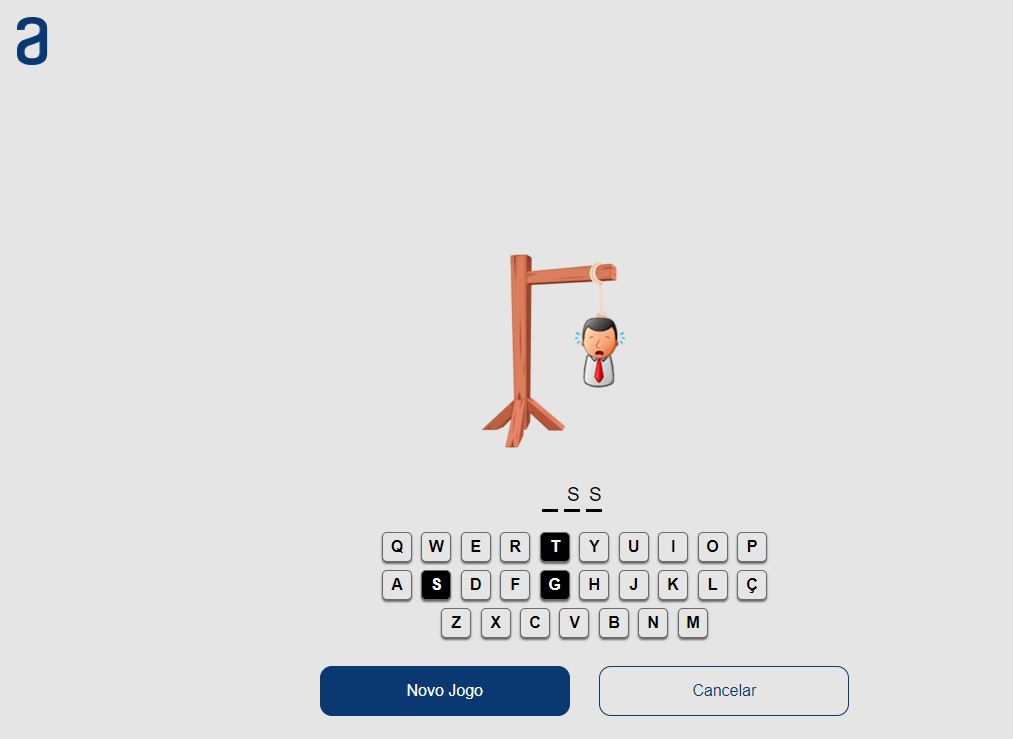 a
S S
Q W E R T Y U I O P
A S D F G H J K L Ç
Z X C V B N M
Novo Jogo Cancelar